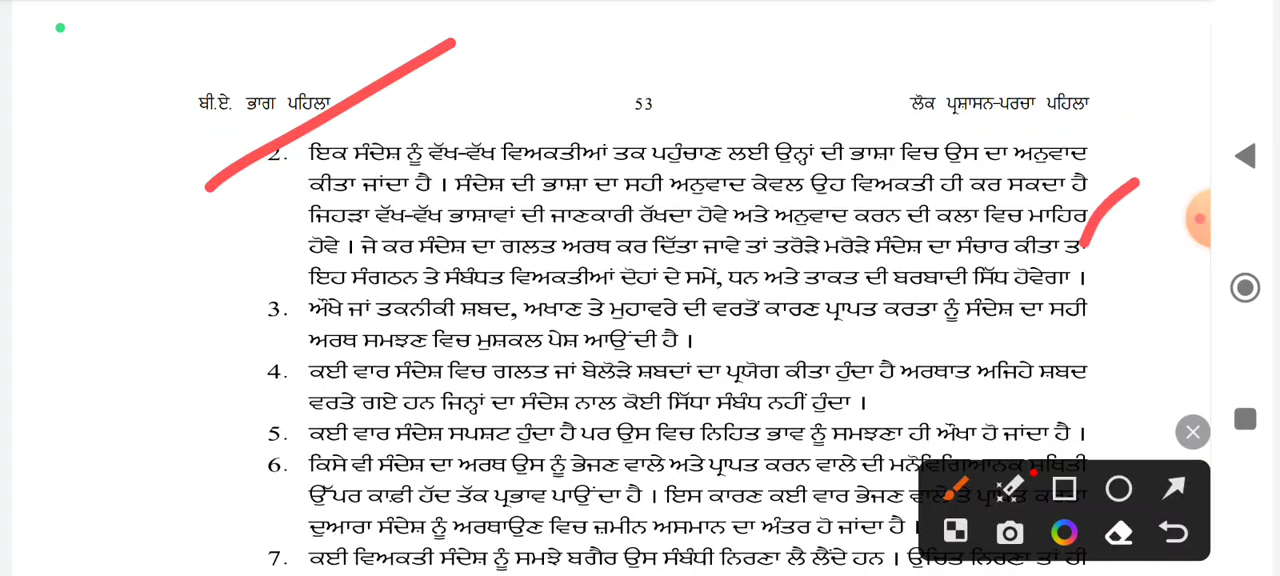 ਬੀ.ਏ. ਭਾਗ ਪਹਿਲਾ 53 ਲੋਕ ਪ੍ਰਸ਼ਾਸਨ-ਪਰਚਾ ਪਹਿਲਾ
2. ਇਕ ਸੰਦੇਸ਼ ਨੂੰ ਵੱਖ-ਵੱਖ ਵਿਅਕਤੀਆਂ ਤਕ ਪਹੁੰਚਾਣ ਲਈ ਉਨ੍ਹਾਂ ਦੀ ਭਾਸ਼ਾ ਵਿਚ ਉਸ ਦਾ ਅਨੁਵਾਦ
ਕੀਤਾ ਜਾਂਦਾ ਹੈ । ਸੰਦੇਸ਼ ਦੀ ਭਾਸ਼ਾ ਦਾ ਸਹੀ ਅਨੁਵਾਦ ਕੇਵਲ ਉਹ ਵਿਅਕਤੀ ਹੀ ਕਰ ਸਕਦਾ ਹੈ
ਜਿਹੜਾ ਵੱਖ-ਵੱਖ ਭਾਸ਼ਾਵਾਂ ਦੀ ਜਾਣਕਾਰੀ ਰੱਖਦਾ ਹੋਵੇ ਅਤੇ ਅਨੁਵਾਦ ਕਰਨ ਦੀ ਕਲਾ ਵਿਚ ਮਾਹਿਰ
ਹੋਵੇ । ਜੇ ਕਰ ਸੰਦੇਸ਼ ਦਾ ਗਲਤ ਅਰਥ ਕਰ ਦਿੱਤਾ ਜਾਵੇ ਤਾਂ ਤਰੋੜੇ ਮਰੋੜੇ ਸੰਦੇਸ਼ ਦਾ ਸੰਚਾਰ ਕੀਤਾ
ਇਹ ਸੰਗਠਨ ਤੇ ਸੰਬੰਧਤ ਵਿਅਕਤੀਆਂ ਦੋਹਾਂ ਦੇ ਸਮੇਂ, ਧਨ ਅਤੇ ਤਾਕਤ ਦੀ ਬਰਬਾਦੀ ਸਿੱਧ ਹੋਵੇਗਾ ।
3. ਔਖੇ ਜਾਂ ਤਕਨੀਕੀ ਸ਼ਬਦ, ਅਖਾਣ ਤੇ ਮੁਹਾਵਰੇ ਦੀ ਵਰਤੋਂ ਕਾਰਣ ਪ੍ਰਾਪਤ ਕਰਤਾ ਨੂੰ ਸੰਦੇਸ਼ ਦਾ ਸਹੀ
ਅਰਥ ਸਮਝਣ ਵਿਚ ਮੁਸ਼ਕਲ ਪੇਸ਼ ਆਉਂਦੀ ਹੈ ।
4. ਕਈ ਵਾਰ ਸੰਦੇਸ਼ ਵਿਚ ਗਲਤ ਜਾਂ ਬੇਲੋੜੇ ਸ਼ਬਦਾਂ ਦਾ ਪ੍ਰਯੋਗ ਕੀਤਾ ਹੁੰਦਾ ਹੈ ਅਰਥਾਤ ਅਜਿਹੇ ਸ਼ਬਦ
ਵਰਤੇ ਗਏ ਹਨ ਜਿਨ੍ਹਾਂ ਦਾ ਸੰਦੇਸ਼ ਨਾਲ ਕੋਈ ਸਿੱਧਾ ਸੰਬੰਧ ਨਹੀਂ ਹੁੰਦਾ ।
5. ਕਈ ਵਾਰ ਸੰਦੇਸ਼ ਸਪਸ਼ਟ ਹੁੰਦਾ ਹੈ ਪਰ ਉਸ ਵਿਚ ਨਿਹਿਤ ਭਾਵ ਨੂੰ ਸਮਝਣਾ ਹੀ ਔਖਾ ਹੋ ਜਾਂਦਾ ਹੈ ।
6. ਕਿਸੇ ਵੀ ਸੰਦੇਸ਼ ਦਾ ਅਰਥ ਉਸ ਨੂੰ ਭੇਜਣ ਵਾਲੇ ਅਤੇ ਪ੍ਰਾਪਤ ਕਰਨ ਵਾਲੇ ਦੀ ਮਨੋਵਿਗਿਆਨਕ ਸਥਿਤੀ
ਉੱਪਰ ਕਾਫ਼ੀ ਹੱਦ ਤੱਕ ਪ੍ਰਭਾਵ ਪਾਉਂਦਾ ਹੈ । ਇਸ ਕਾਰਣ ਕਈ ਵਾਰ ਭੇਜਣ ਵਾਲੇ ਤੇ ਪ੍ਰਾਪਤ ਕਰਤਾ
ਦੁਆਰਾ ਸੰਦੇਸ਼ ਨੂੰ ਅਰਥਾਉਣ ਵਿਚ ਜ਼ਮੀਨ ਅਸਮਾਨ ਦਾ ਅੰਤਰ ਹੋ ਜਾਂਦਾ ਹੈ ।
7. ਕਈ ਵਿਅਕਤੀ ਸੰਦੇਸ਼ ਨੂੰ ਸਮਝੇ ਬਗੈਰ ਉਸ ਸੰਬੰਧੀ ਨਿਰਣਾ ਲੈ ਲੈਂਦੇ ਹਨ । ਉਚਿਤ ਨਿਰਣਾ ਤਾਂ ਹੀ